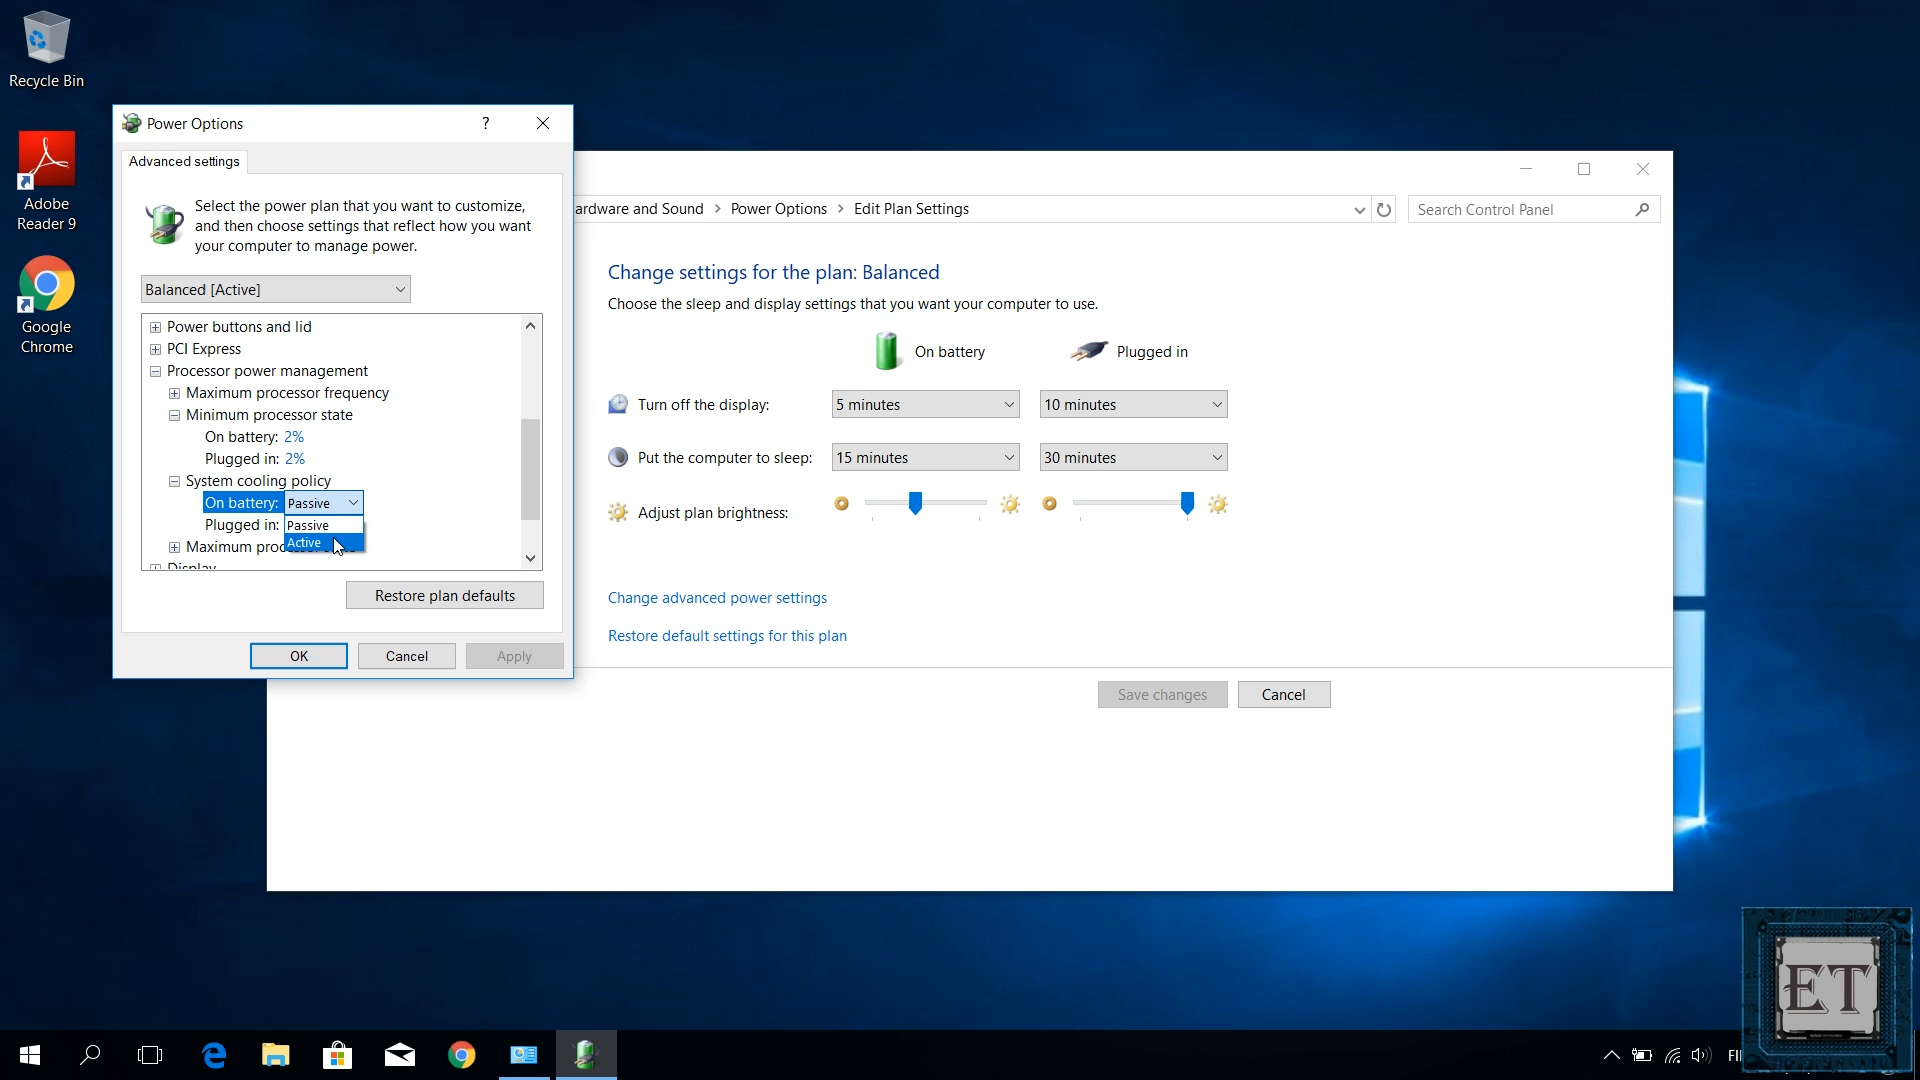 Recycle Bin
Adobe
Reader 9
Google
Chrome
Power Options
?
Advanced settings
Select the power plan that you want to customize,
and then choose settings that reflect how you want
your computer to manage power.
Balanced [Active]
Power buttons and lid
PCI Express
Processor power management
Maximum processor frequency
Minimum processor state
On battery: 2%
Plugged in: 2%
System cooling policy
On battery: Passive
Plugged in: Passive
Active
Display
Restore plan defaults
OK
Cancel
Apply
ardware and Sound > Power Options > Edit Plan Settings
Search Control Panel
Change settings for the plan: Balanced
Choose the sleep and display settings that you want your computer to use.
On battery
Plugged in
Turn off the display:
5 minutes
10 minutes
Put the computer to sleep:
15 minutes
30 minutes
Adjust plan brightness:
Change advanced power settings
Restore default settings for this plan
Save changes
Cancel
ET